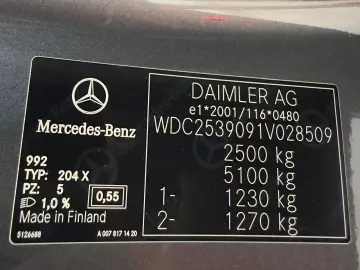 Mercedes-Benz
992
TYP: 204 X
PZ: 5
1,0 %
0,55
Made in Finland
5126688
A 007 817 14 20
DAIMLER AG
e1*2001/116*0480
WDC2539091V028509
2500 kg
5100 kg
1- 1230 kg
2- 1270 kg